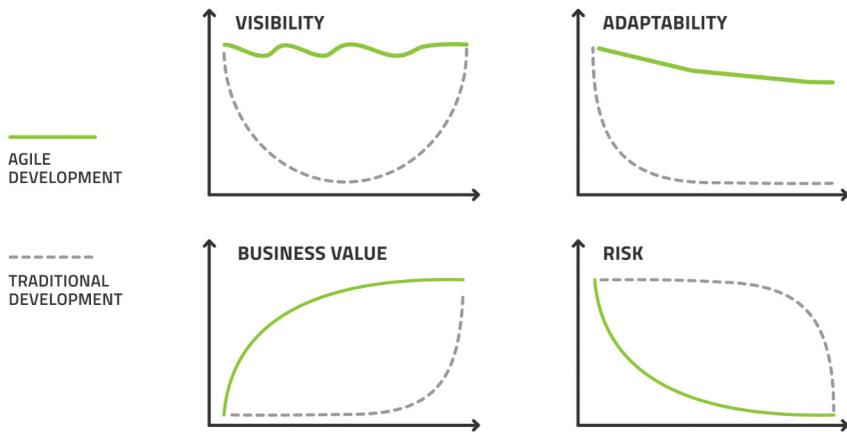 VISIBILITY
ADAPTABILITY
AGILE
DEVELOPMENT
BUSINESS VALUE
RISK
TRADITIONAL
DEVELOPMENT